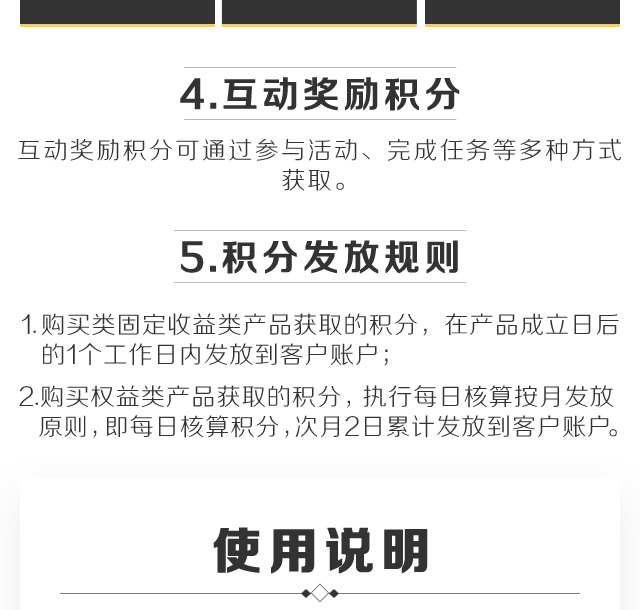 4.互动奖励积分
互动奖励积分可通过参与活动、完成任务等多种方式
获取。
5.积分发放规则
1.购买类固定收益类产品获取的积分，在产品成立日后
的1个工作日内发放到客户账户；
2.购买权益类产品获取的积分，执行每日核算按月发放
原则，即每日核算积分，次月2日累计发放到客户账户。
使用说明